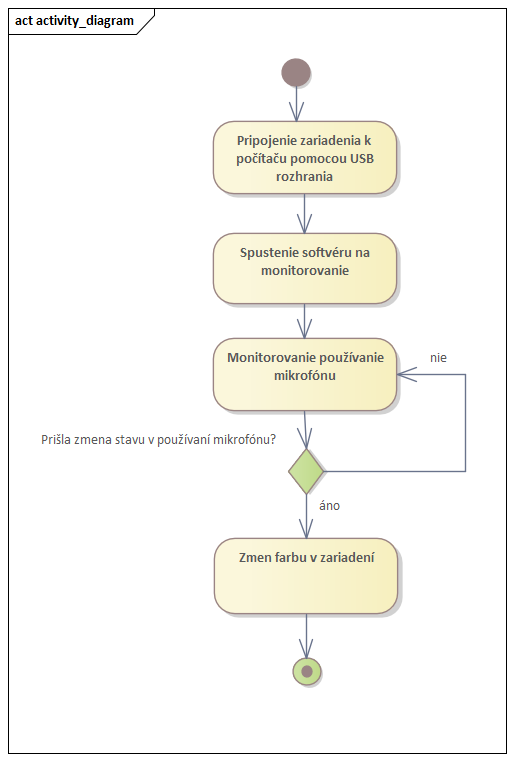 act activity_diagram
Pripojenie zariadenia k
počítaču pomocou USB
rozhrania
Spustenie softvéru na
monitorovanie
Monitorovanie používanie
mikrofónu
nie
Prišla zmena stavu v používaní mikrofónu?
áno
Zmen farbu v zariadení